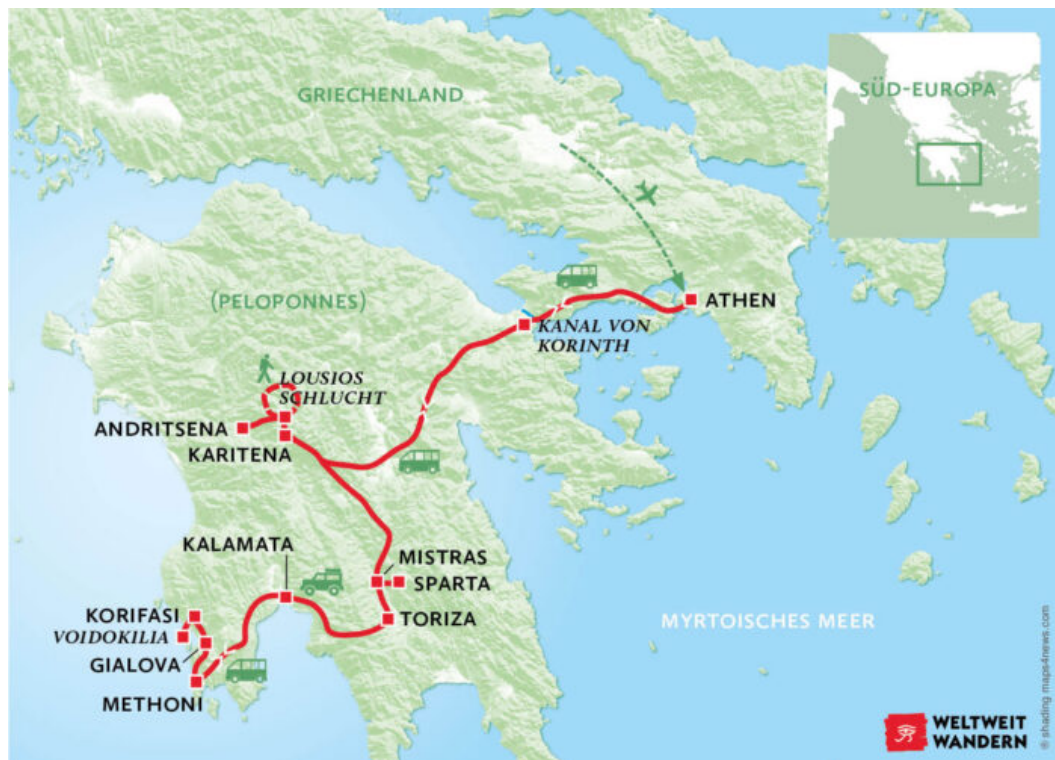 GRIECHENLAND
SÜD-EUROPA
(PELOPONNES)
ATHEN
KANAL VON
KORINTH
LOUSIOS
SCHLUCHT
ANDRITSENA
KARITENA
KALAMATA
MISTRAS
SPARTA
KORIFASI
VOIDOKILIA
TORIZA
MYRTOISCHES MEER
GIALOVA
METHONI
WELTWEIT
WANDERN
© shading maps4news.com